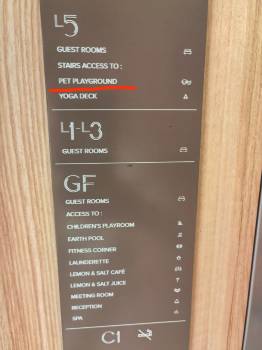 L5
GUEST ROOMS
STAIRS ACCESS TO :
PET PLAYGROUND
YOGA DECK
L1-L3
GUEST ROOMS
GF
GUEST ROOMS
ACCESS TO :
CHILDREN'S PLAYROOM
EARTH POOL
FITNESS CORNER
LAUNDERETTE
LEMON & SALT CAFÉ
LEMON & SALT JUICE
MEETING ROOM
RECEPTION
SPA
C1